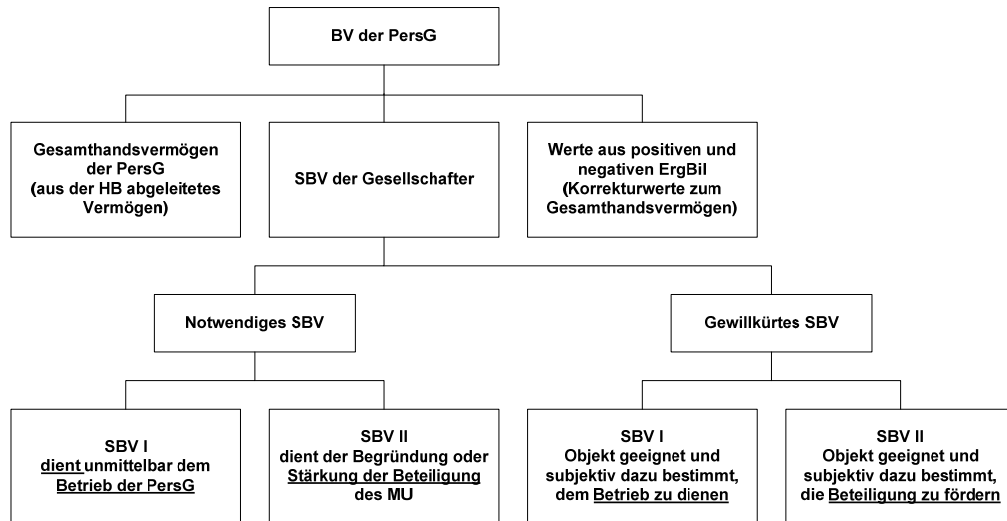 BV der PersG
Gesamthandsvermögen
der PersG
(aus der HB abgeleitetes
Vermögen)
SBV der Gesellschafter
Werte aus positiven und
negativen ErgBil
(Korrekturwerte zum
Gesamthandsvermögen)
Notwendiges SBV
Gewillkürtes SBV
SBV I
dient unmittelbar dem
Betrieb der PersG
SBV II
dient der Begründung oder
Stärkung der Beteiligung
des MU
SBV I
Objekt geeignet und
subjektiv dazu bestimmt,
dem Betrieb zu dienen
SBV II
Objekt geeignet und
subjektiv dazu bestimmt,
die Beteiligung zu fördern